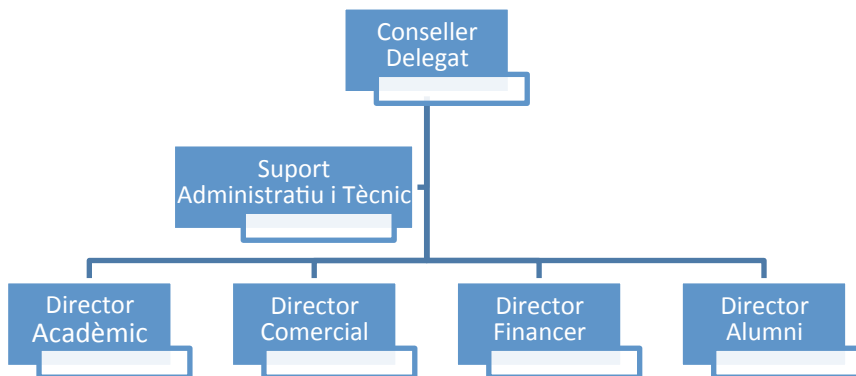 Conseller
Delegat
Suport
Administratiu i Tècnic
Director
Acadèmic
Director
Comercial
Director
Financer
Director
Alumni